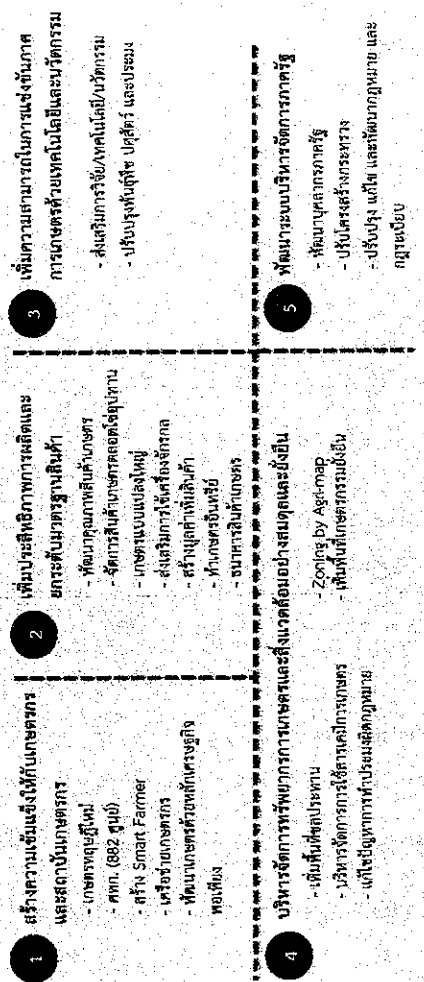 1
สร้างความเข้มแข็งให้กับเกษตรกร
และสถาบันเกษตรกร
- เกษตรทฤษฎีใหม่
- ศพก. (882 ศูนย์)
- สร้าง Smart Farmer
- เครือข่ายเกษตรกร
- พัฒนาเกษตรด้วยหลักเศรษฐกิจ
พอเพียง
2
เพิ่มประสิทธิภาพการผลิตและ
ยกระดับมาตรฐานสินค้า
- พัฒนาคุณภาพสินค้าเกษตร
- จัดการสินค้าเกษตรตลอดโซ่อุปทาน
- เกษตรแบบแปลงใหญ่
- ส่งเสริมการใช้เครื่องจักรกล
- สร้างมูลค่าเพิ่มสินค้า
- ทำเกษตรอินทรีย์
- ธนาคารสินค้าเกษตร
3
เพิ่มความสามารถในการแข่งขันภาค
การเกษตรด้วยเทคโนโลยีและนวัตกรรม
- ส่งเสริมการวิจัย/เทคโนโลยี/นวัตกรรม
- ปรับปรุงพันธุ์พืช ปศุสัตว์ และประมง
4
บริหารจัดการทรัพยากรการเกษตรและสิ่งแวดล้อมอย่างสมดุลและยั่งยืน
- เพิ่มพื้นที่ชลประทาน
- บริหารจัดการการใช้สารเคมีการเกษตร
- แก้ไขปัญหาการทำประมงผิดกฎหมาย
- Zoning by Agri-map
- เพิ่มพื้นที่เกษตรกรรมยั่งยืน
5
พัฒนาระบบบริหารจัดการภาครัฐ
- พัฒนาบุคลากรภาครัฐ
- ปรับโครงสร้างกระทรวง
- ปรับปรุง แก้ไข และพัฒนากฎหมาย และ
กฎระเบียบ